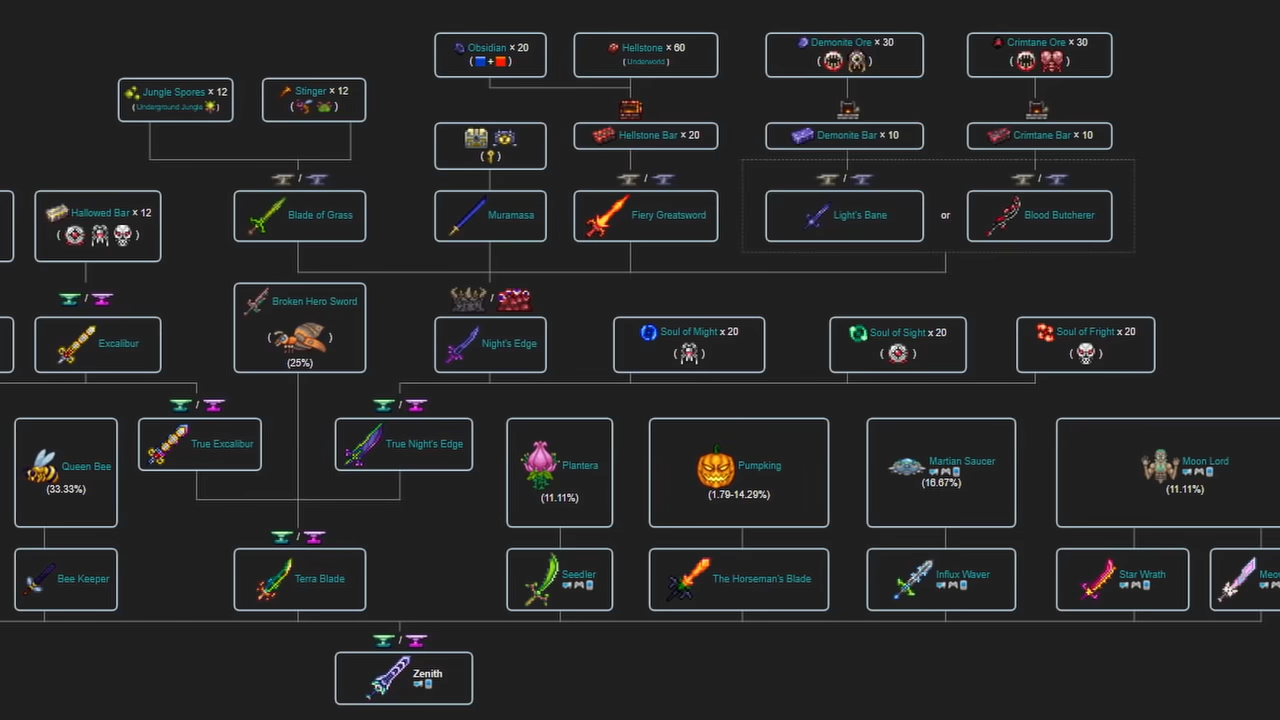 Obsidian × 20
( + )
Hellstone × 60
( Underworld )
Demonite Ore × 30
( )
Crimtane Ore × 30
( )
Jungle Spores × 12
( Underground Jungle )
Stinger × 12
( )
( )
Hellstone Bar × 20
Demonite Bar × 10
Crimtane Bar × 10
/
/
/
/
Hallowed Bar × 12
( )
Blade of Grass
Muramasa
Fiery Greatsword
Light's Bane
or
Blood Butcherer
/
/
Broken Hero Sword
( )
(25%)
Excalibur
Night's Edge
Soul of Might x 20
( )
Soul of Sight x 20
( )
Soul of Fright x 20
( )
/
/
True Excalibur
True Night's Edge
Queen Bee
(33.33%)
Plantera
(11.11%)
Pumpking
(1.79-14.29%)
Martian Saucer
(16.67%)
Moon Lord
(11.11%)
/
Bee Keeper
Terra Blade
Seedler
The Horseman's Blade
Influx Waver
Star Wrath
Meo
/
Zenith